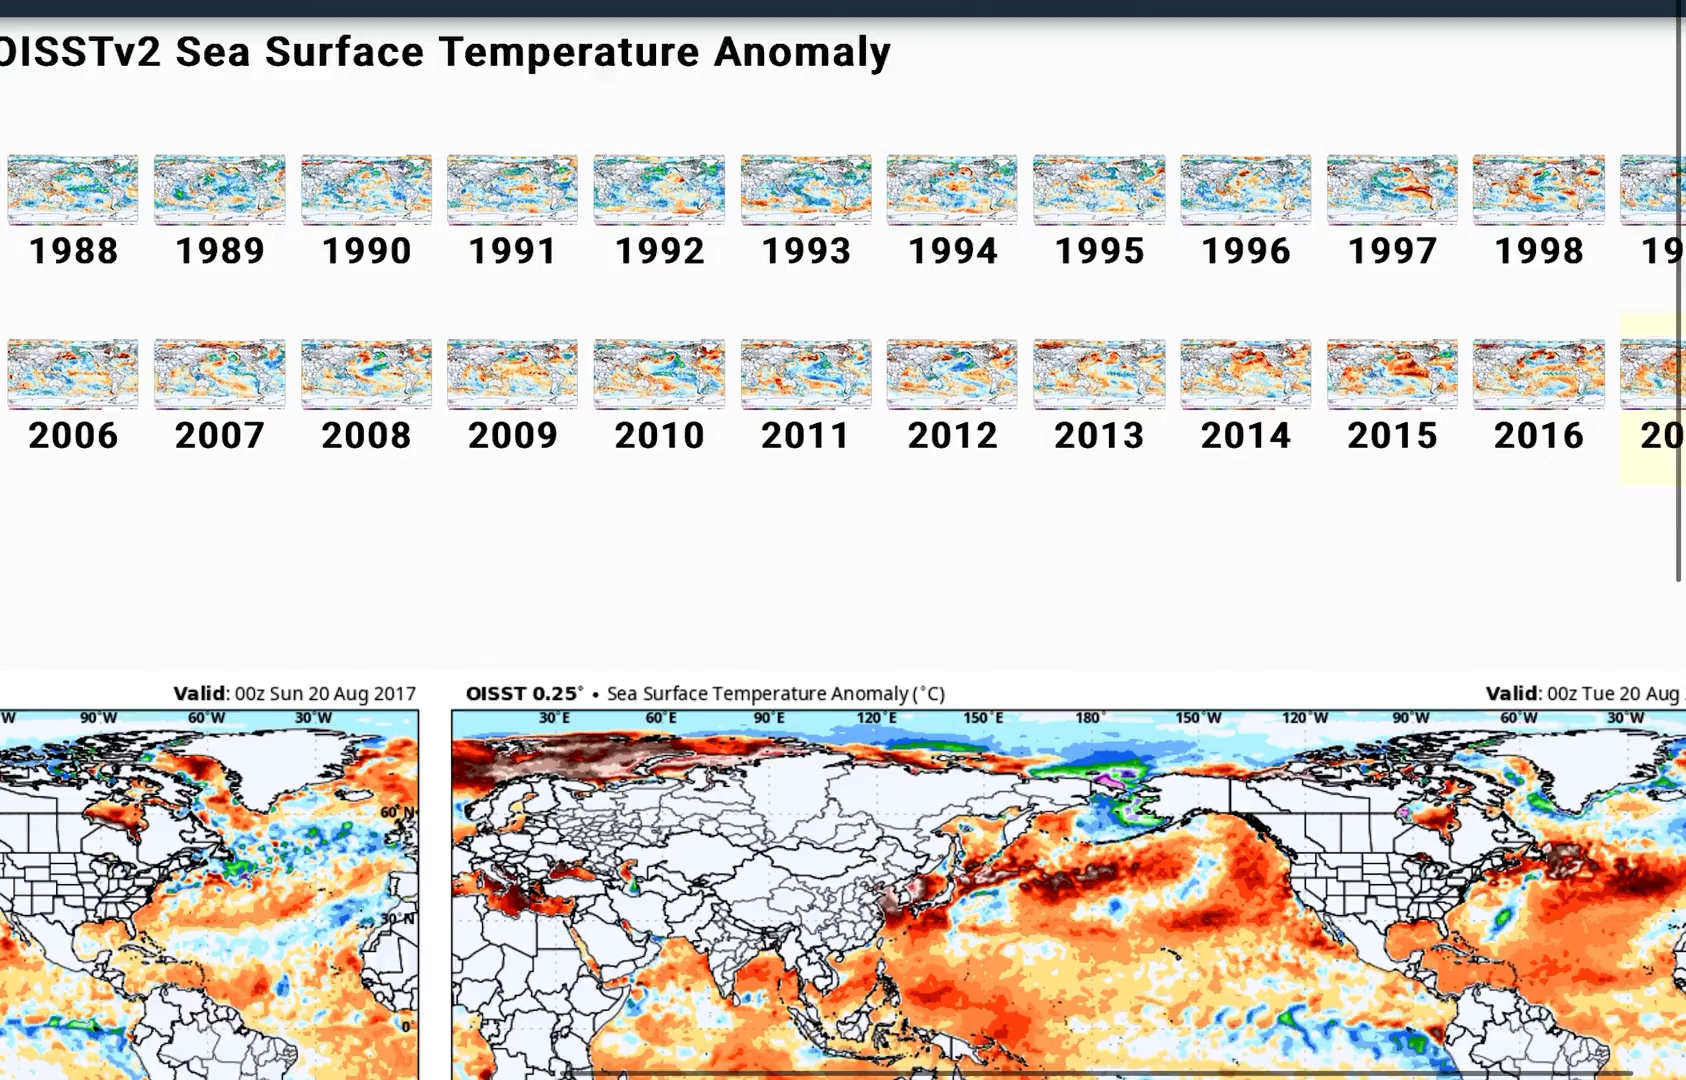 OISSTv2 Sea Surface Temperature Anomaly
1988 1989 1990 1991 1992 1993 1994 1995 1996 1997 1998 19
2006 2007 2008 2009 2010 2011 2012 2013 2014 2015 2016 20
Valid: 00z Sun 20 Aug 2017
OISST 0.25° • Sea Surface Temperature Anomaly (°C)
Valid: 00z Tue 20 Aug
W 90°W 60°W 30°W
30°E 60°E 90°E 120°E 150°E 180° 150°W 120°W 90°W 60°W 30°W
60°N
30°N
0°